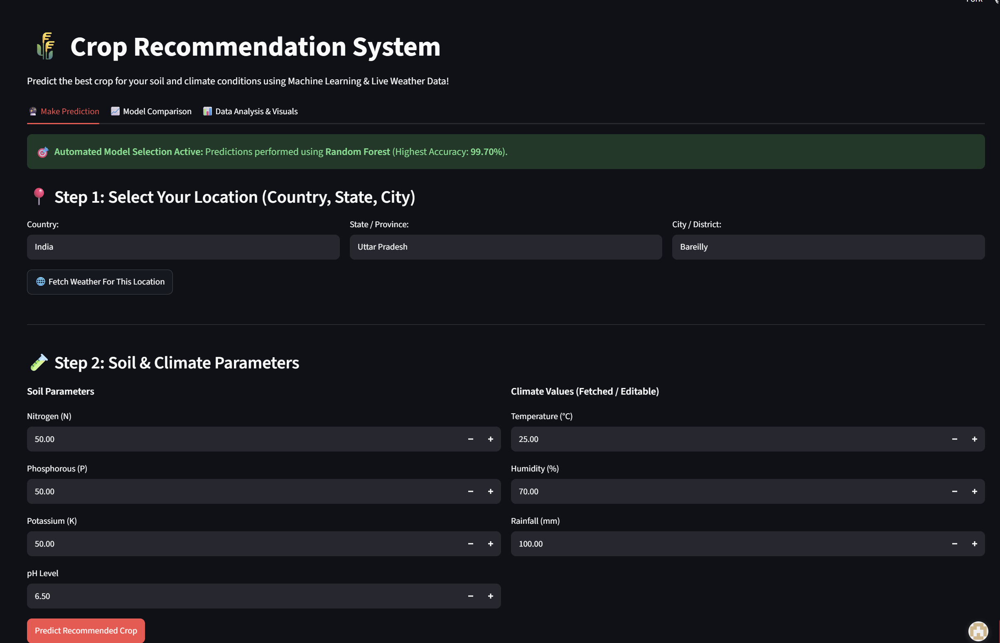 Crop Recommendation System
Predict the best crop for your soil and climate conditions using Machine Learning & Live Weather Data!
Make Prediction Model Comparison Data Analysis & Visuals
Automated Model Selection Active: Predictions performed using Random Forest (Highest Accuracy: 99.70%).
Step 1: Select Your Location (Country, State, City)
Country: State / Province: City / District:
India Uttar Pradesh Bareilly
Fetch Weather For This Location
Step 2: Soil & Climate Parameters
Soil Parameters
Nitrogen (N)
50.00
Phosphorous (P)
50.00
Potassium (K)
50.00
pH Level
6.50
Climate Values (Fetched / Editable)
Temperature (°C)
25.00
Humidity (%)
70.00
Rainfall (mm)
100.00
Predict Recommended Crop